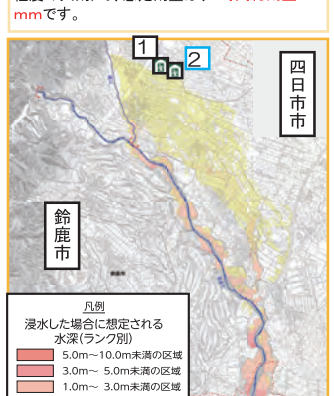 mmです。
1
2
四日市市
鈴鹿市
凡例
浸水した場合に想定される
水深(ランク別)
5.0m〜10.0m未満の区域
3.0m〜 5.0m未満の区域
1.0m〜 3.0m未満の区域